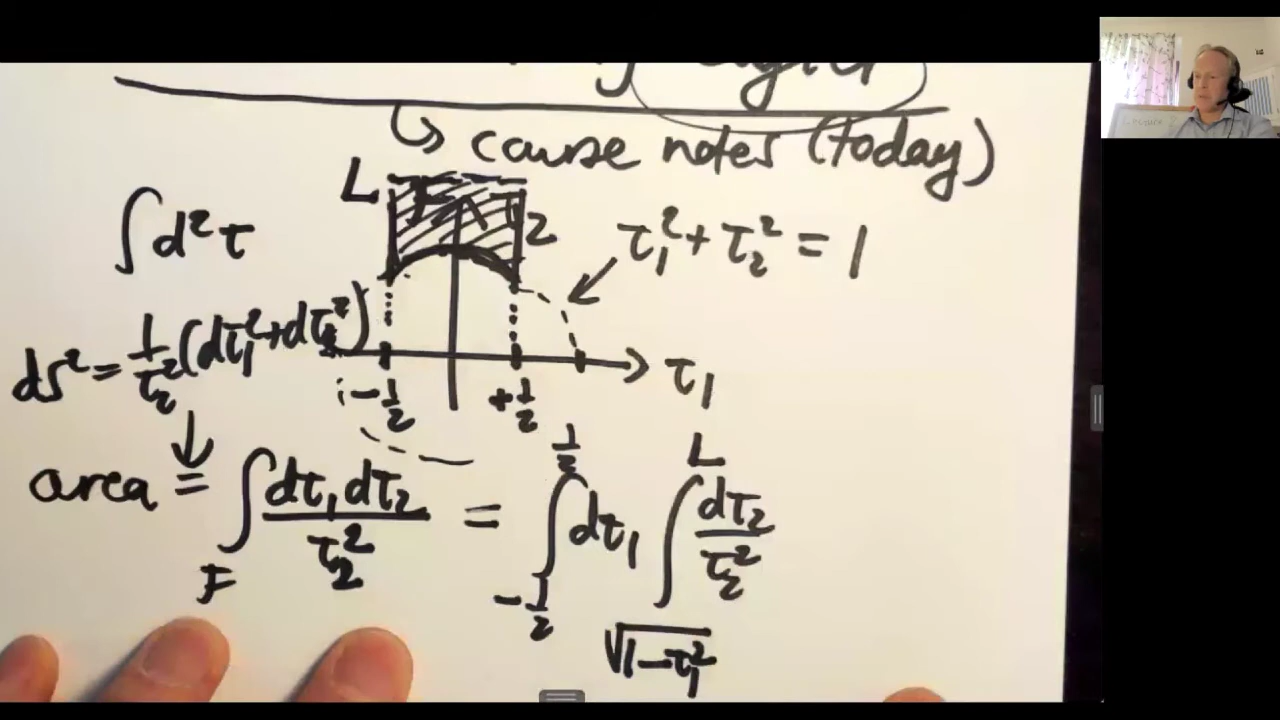 ↳ course notes (today)
L F τ2
∫d²τ
τ₁² + τ₂² = 1
ds² = 1/τ₂² (dτ₁² + dτ₂²)
-1/2 +1/2 τ₁
area = ∫_F dτ₁dτ₂/τ₂² = ∫_{-1/2}^{1/2} dτ₁ ∫_{√(1-τ₁²)}^{L} dτ₂/τ₂²